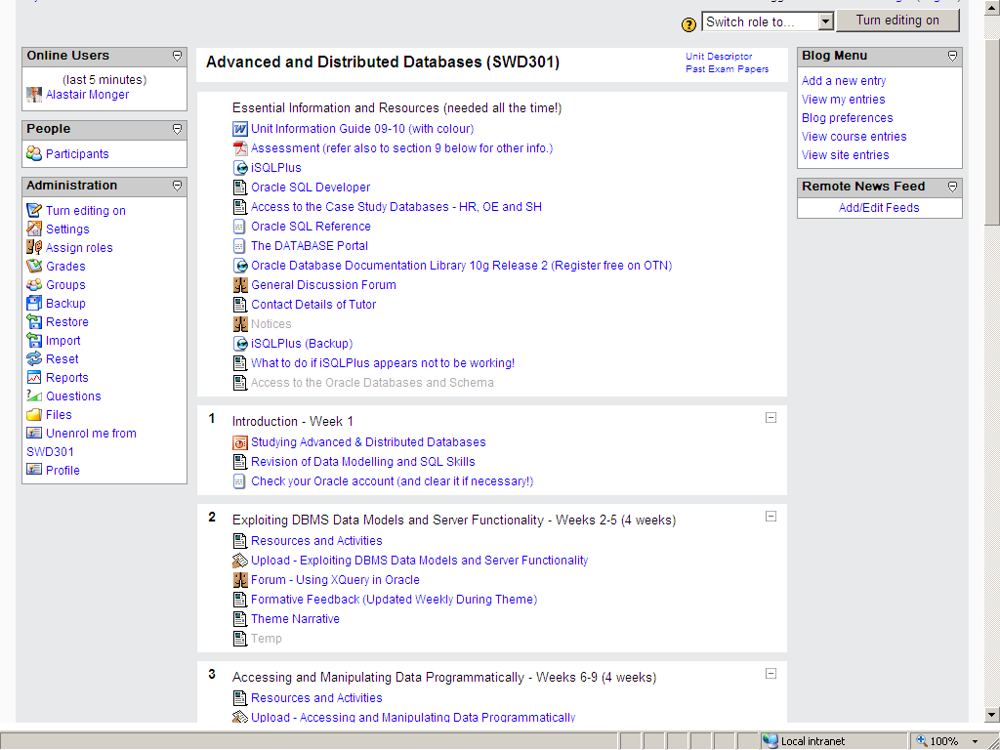 Switch role to...
Turn editing on
Online Users
(last 5 minutes)
Alastair Monger
People
Participants
Administration
Turn editing on
Settings
Assign roles
Grades
Groups
Backup
Restore
Import
Reset
Reports
Questions
Files
Unenrol me from
SWD301
Profile
Advanced and Distributed Databases (SWD301)
Unit Descriptor
Past Exam Papers
Essential Information and Resources (needed all the time!)
Unit Information Guide 09-10 (with colour)
Assessment (refer also to section 9 below for other info.)
iSQLPlus
Oracle SQL Developer
Access to the Case Study Databases - HR, OE and SH
Oracle SQL Reference
The DATABASE Portal
Oracle Database Documentation Library 10g Release 2 (Register free on OTN)
General Discussion Forum
Contact Details of Tutor
Notices
iSQLPlus (Backup)
What to do if iSQLPlus appears not to be working!
Access to the Oracle Databases and Schema
1 Introduction - Week 1
Studying Advanced & Distributed Databases
Revision of Data Modelling and SQL Skills
Check your Oracle account (and clear it if necessary!)
2 Exploiting DBMS Data Models and Server Functionality - Weeks 2-5 (4 weeks)
Resources and Activities
Upload - Exploiting DBMS Data Models and Server Functionality
Forum - Using XQuery in Oracle
Formative Feedback (Updated Weekly During Theme)
Theme Narrative
Temp
3 Accessing and Manipulating Data Programmatically - Weeks 6-9 (4 weeks)
Resources and Activities
Upload - Accessing and Manipulating Data Programmatically
Blog Menu
Add a new entry
View my entries
Blog preferences
View course entries
View site entries
Remote News Feed
Add/Edit Feeds
Local intranet
100%